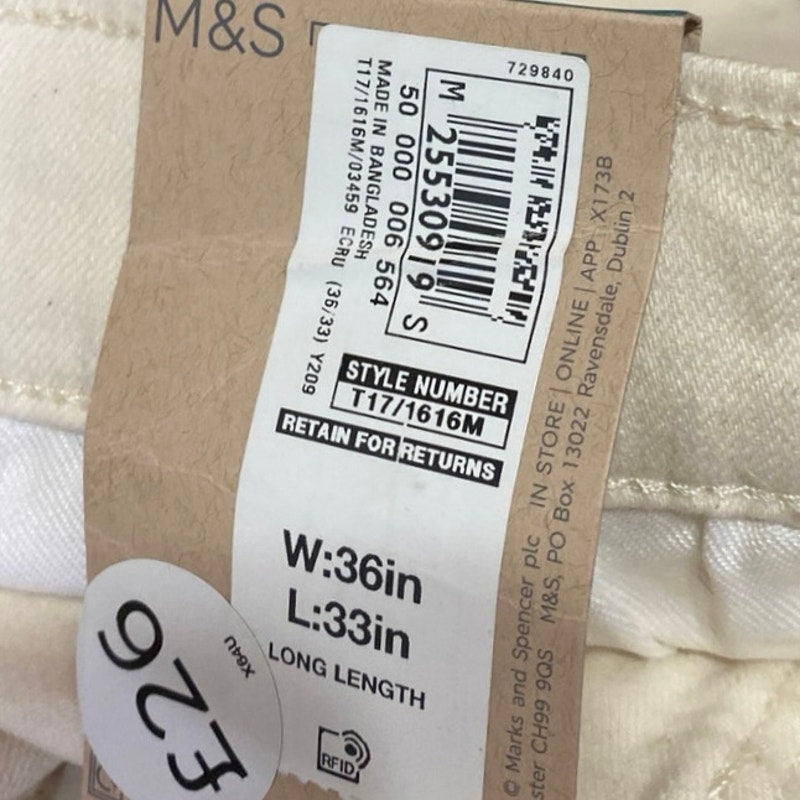 M&S
729840
M
25530919
S
50 000 006 564
MADE IN BANGLADESH
T17/1616M/03459 ECRU (36/33) Y209
STYLE NUMBER
T17/1616M
RETAIN FOR RETURNS
W:36in
L:33in
LONG LENGTH
RFID
£26
X64U
IN STORE | ONLINE | APP X173B
© Marks and Spencer plc
M&S, PO Box 13022 Ravensdale, Dublin 2
ster CH99 9QS